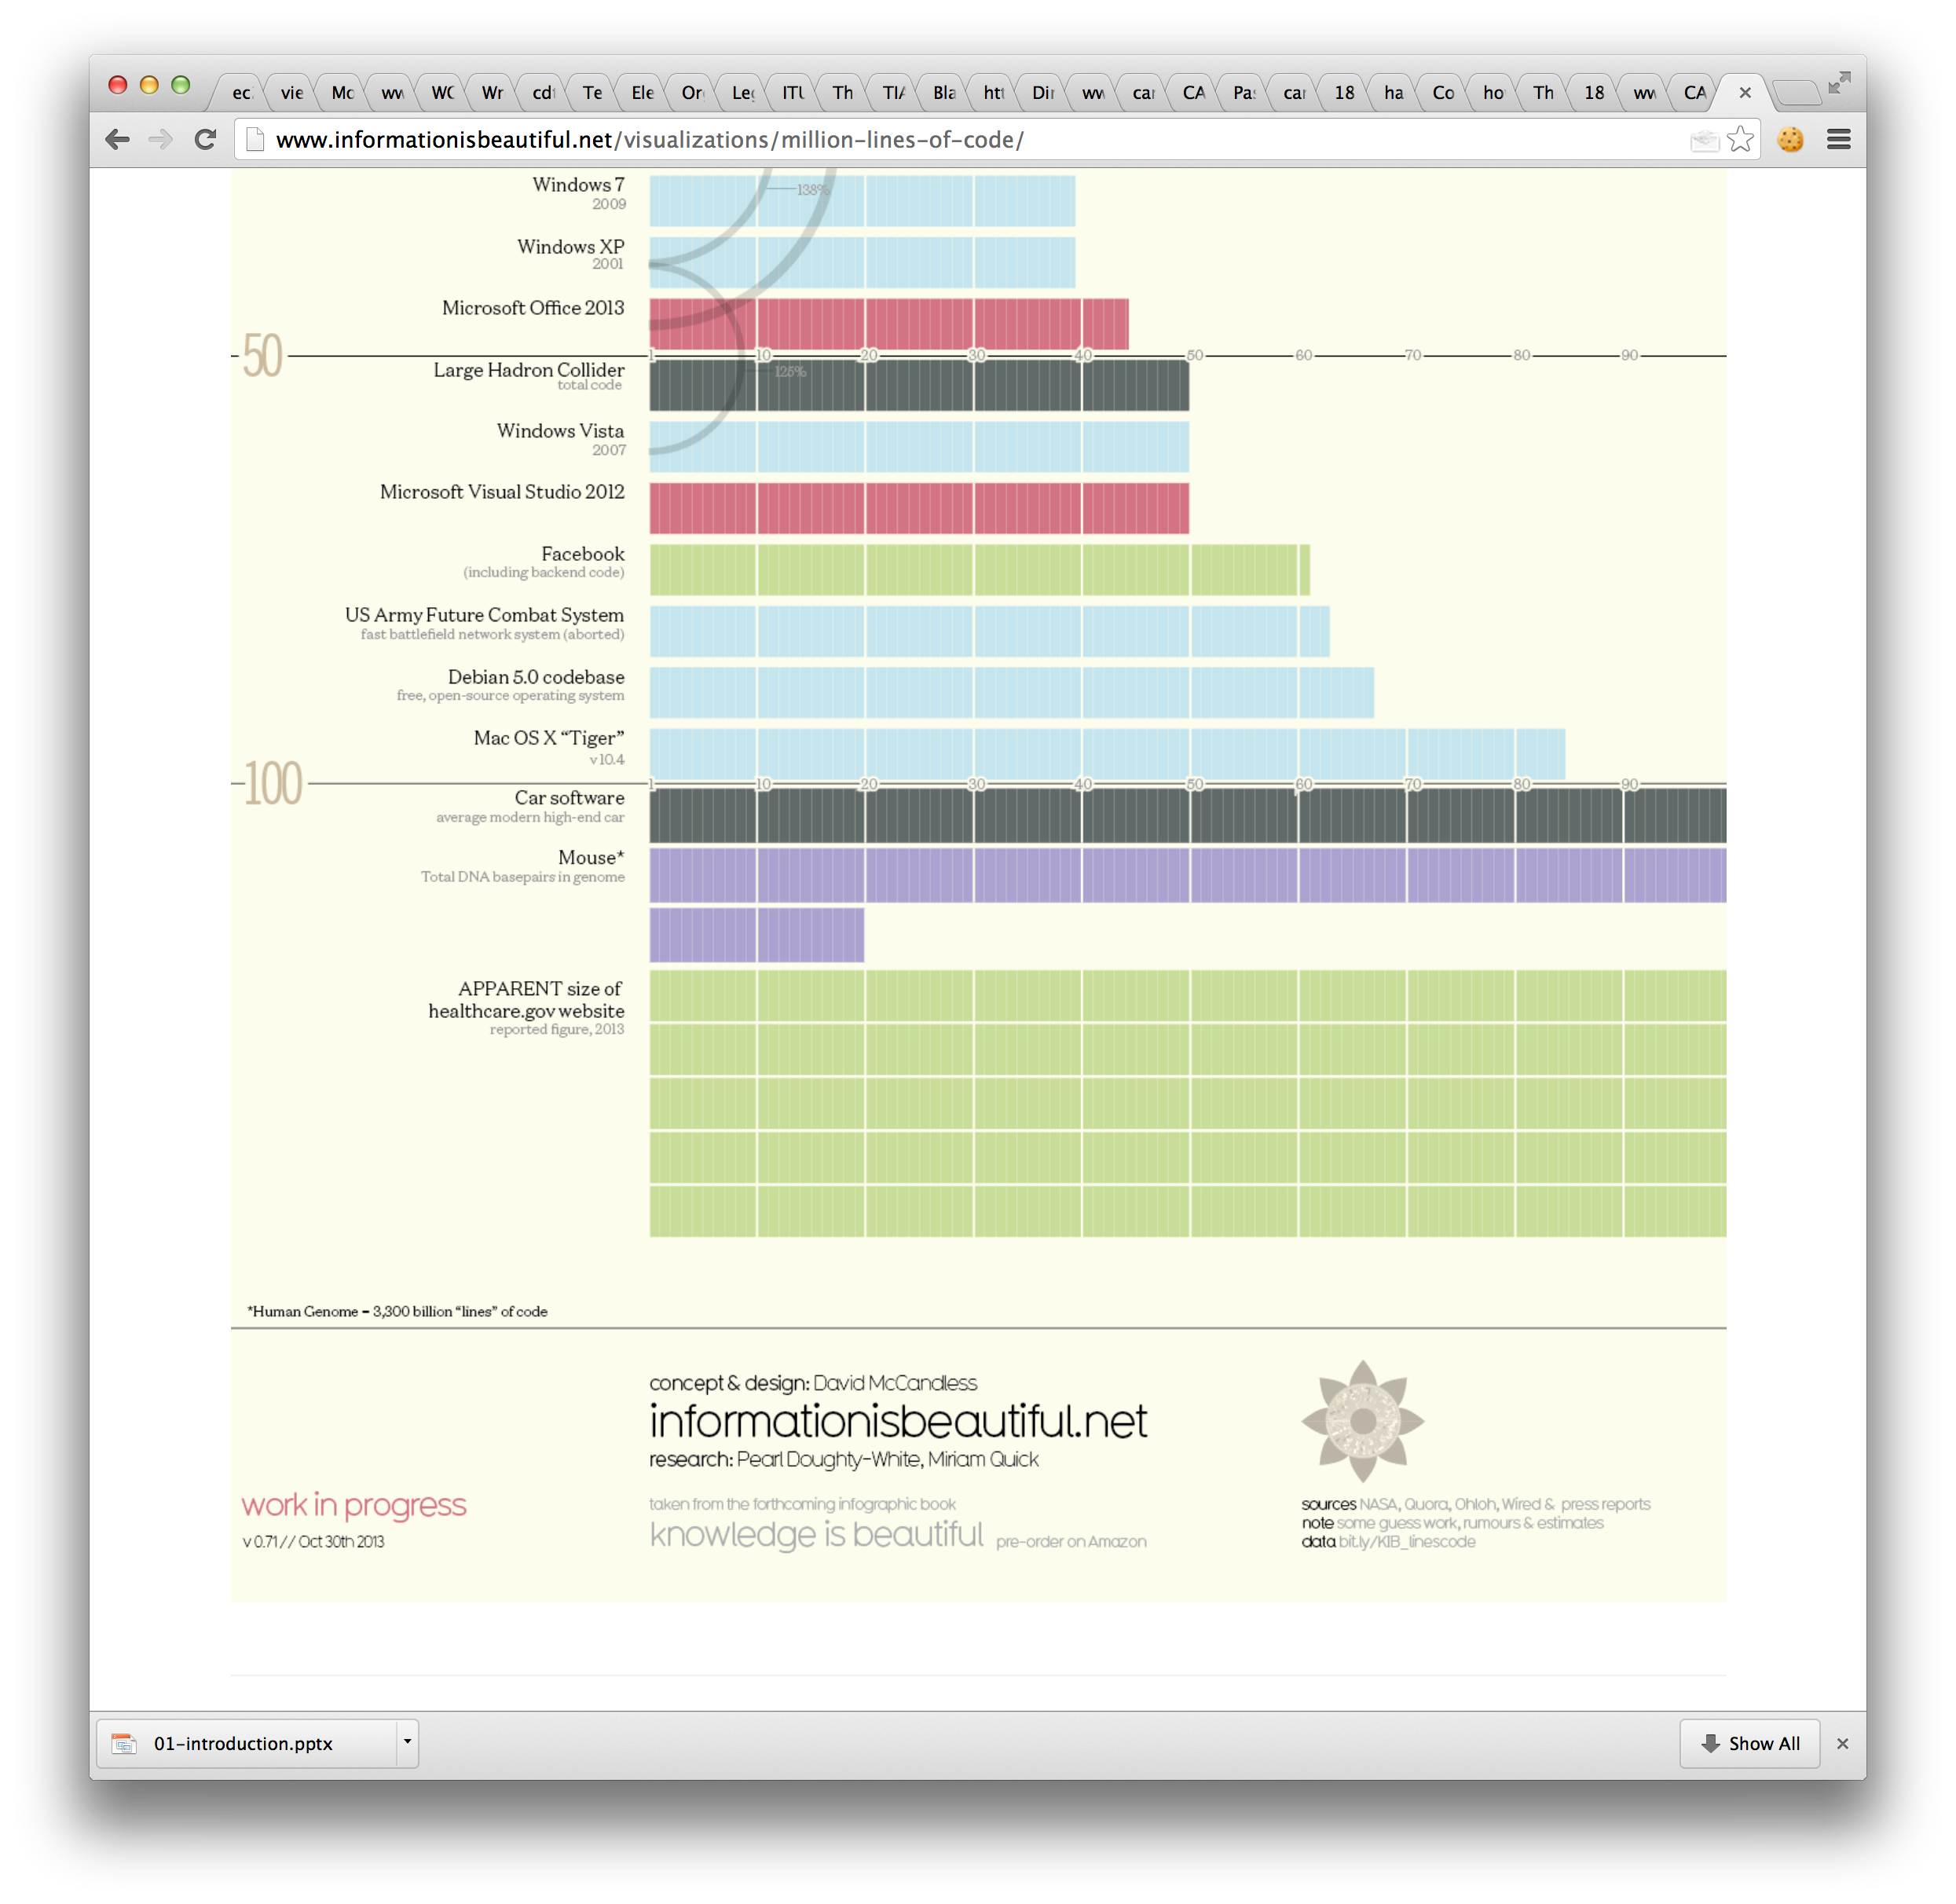 ec
vie
Mc
ww
WC
Wr
cdt
Te
Ele
Or
Le
ITU
Th
TIA
Bla
htt
Dir
ww
car
CA
Pa
car
18
ha
Co
ho
Th
18
ww
CA
www.informationisbeautiful.net/visualizations/million-lines-of-code/
Windows 7
2009
138%
Windows XP
2001
Microsoft Office 2013
50
1 10 20 30 40 50 60 70 80 90
Large Hadron Collider
total code
125%
Windows Vista
2007
Microsoft Visual Studio 2012
Facebook
(including backend code)
US Army Future Combat System
fast battlefield network system (aborted)
Debian 5.0 codebase
free, open-source operating system
Mac OS X “Tiger”
v 10.4
100
1 10 20 30 40 50 60 70 80 90
Car software
average modern high-end car
Mouse*
Total DNA basepairs in genome
APPARENT size of
healthcare.gov website
reported figure, 2013
*Human Genome = 3,300 billion “lines” of code
concept & design: David McCandless
informationisbeautiful.net
research: Pearl Doughty-White, Miriam Quick
work in progress
v 0.71 // Oct 30th 2013
taken from the forthcoming infographic book
knowledge is beautiful pre-order on Amazon
sources NASA, Quora, Ohloh, Wired & press reports
note some guess work, rumours & estimates
data bit.ly/KIB_linescode
01-introduction.pptx
Show All